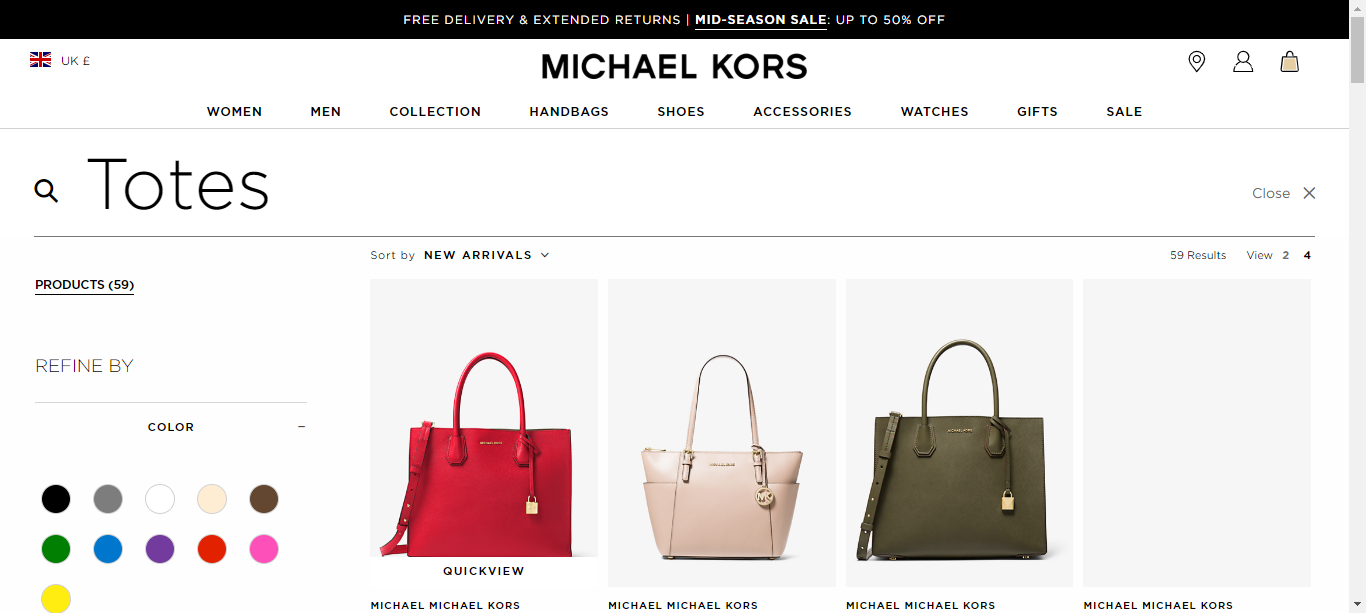 FREE DELIVERY & EXTENDED RETURNS | MID-SEASON SALE: UP TO 50% OFF
UK £
MICHAEL KORS
WOMEN MEN COLLECTION HANDBAGS SHOES ACCESSORIES WATCHES GIFTS SALE
Totes
Close
Sort by NEW ARRIVALS
59 Results View 2 4
PRODUCTS (59)
REFINE BY
COLOR
QUICKVIEW
MICHAEL MICHAEL KORS MICHAEL MICHAEL KORS MICHAEL MICHAEL KORS MICHAEL MICHAEL KORS